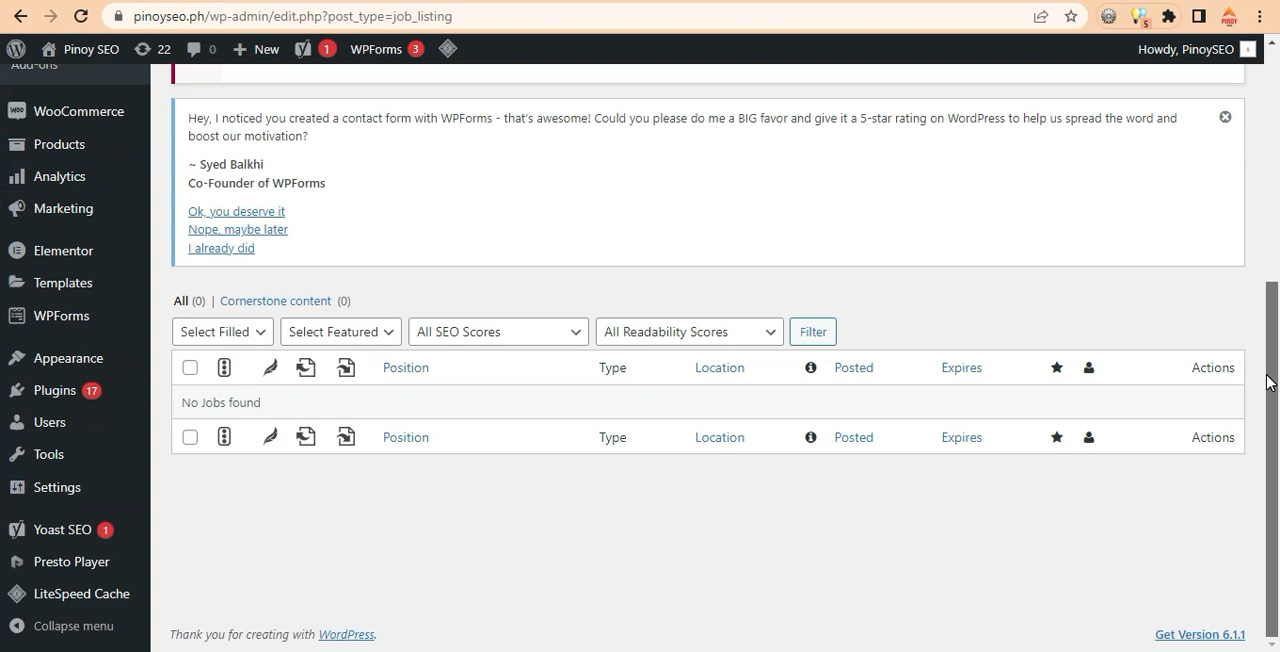 pinoyseo.ph/wp-admin/edit.php?post_type=job_listing
5
PINOY
Pinoy SEO
22
0
New
1
WPForms 3
Howdy, PinoySEO
Add-ons
WooCommerce
Products
Analytics
Marketing
Elementor
Templates
WPForms
Appearance
Plugins 17
Users
Tools
Settings
Yoast SEO 1
Presto Player
LiteSpeed Cache
Collapse menu
Hey, I noticed you created a contact form with WPForms - that's awesome! Could you please do me a BIG favor and give it a 5-star rating on WordPress to help us spread the word and
boost our motivation?
~ Syed Balkhi
Co-Founder of WPForms
Ok, you deserve it
Nope, maybe later
I already did
All (0) | Cornerstone content (0)
Select Filled Select Featured All SEO Scores All Readability Scores Filter
Position Type Location Posted Expires Actions
No Jobs found
Position Type Location Posted Expires Actions
Thank you for creating with WordPress.
Get Version 6.1.1